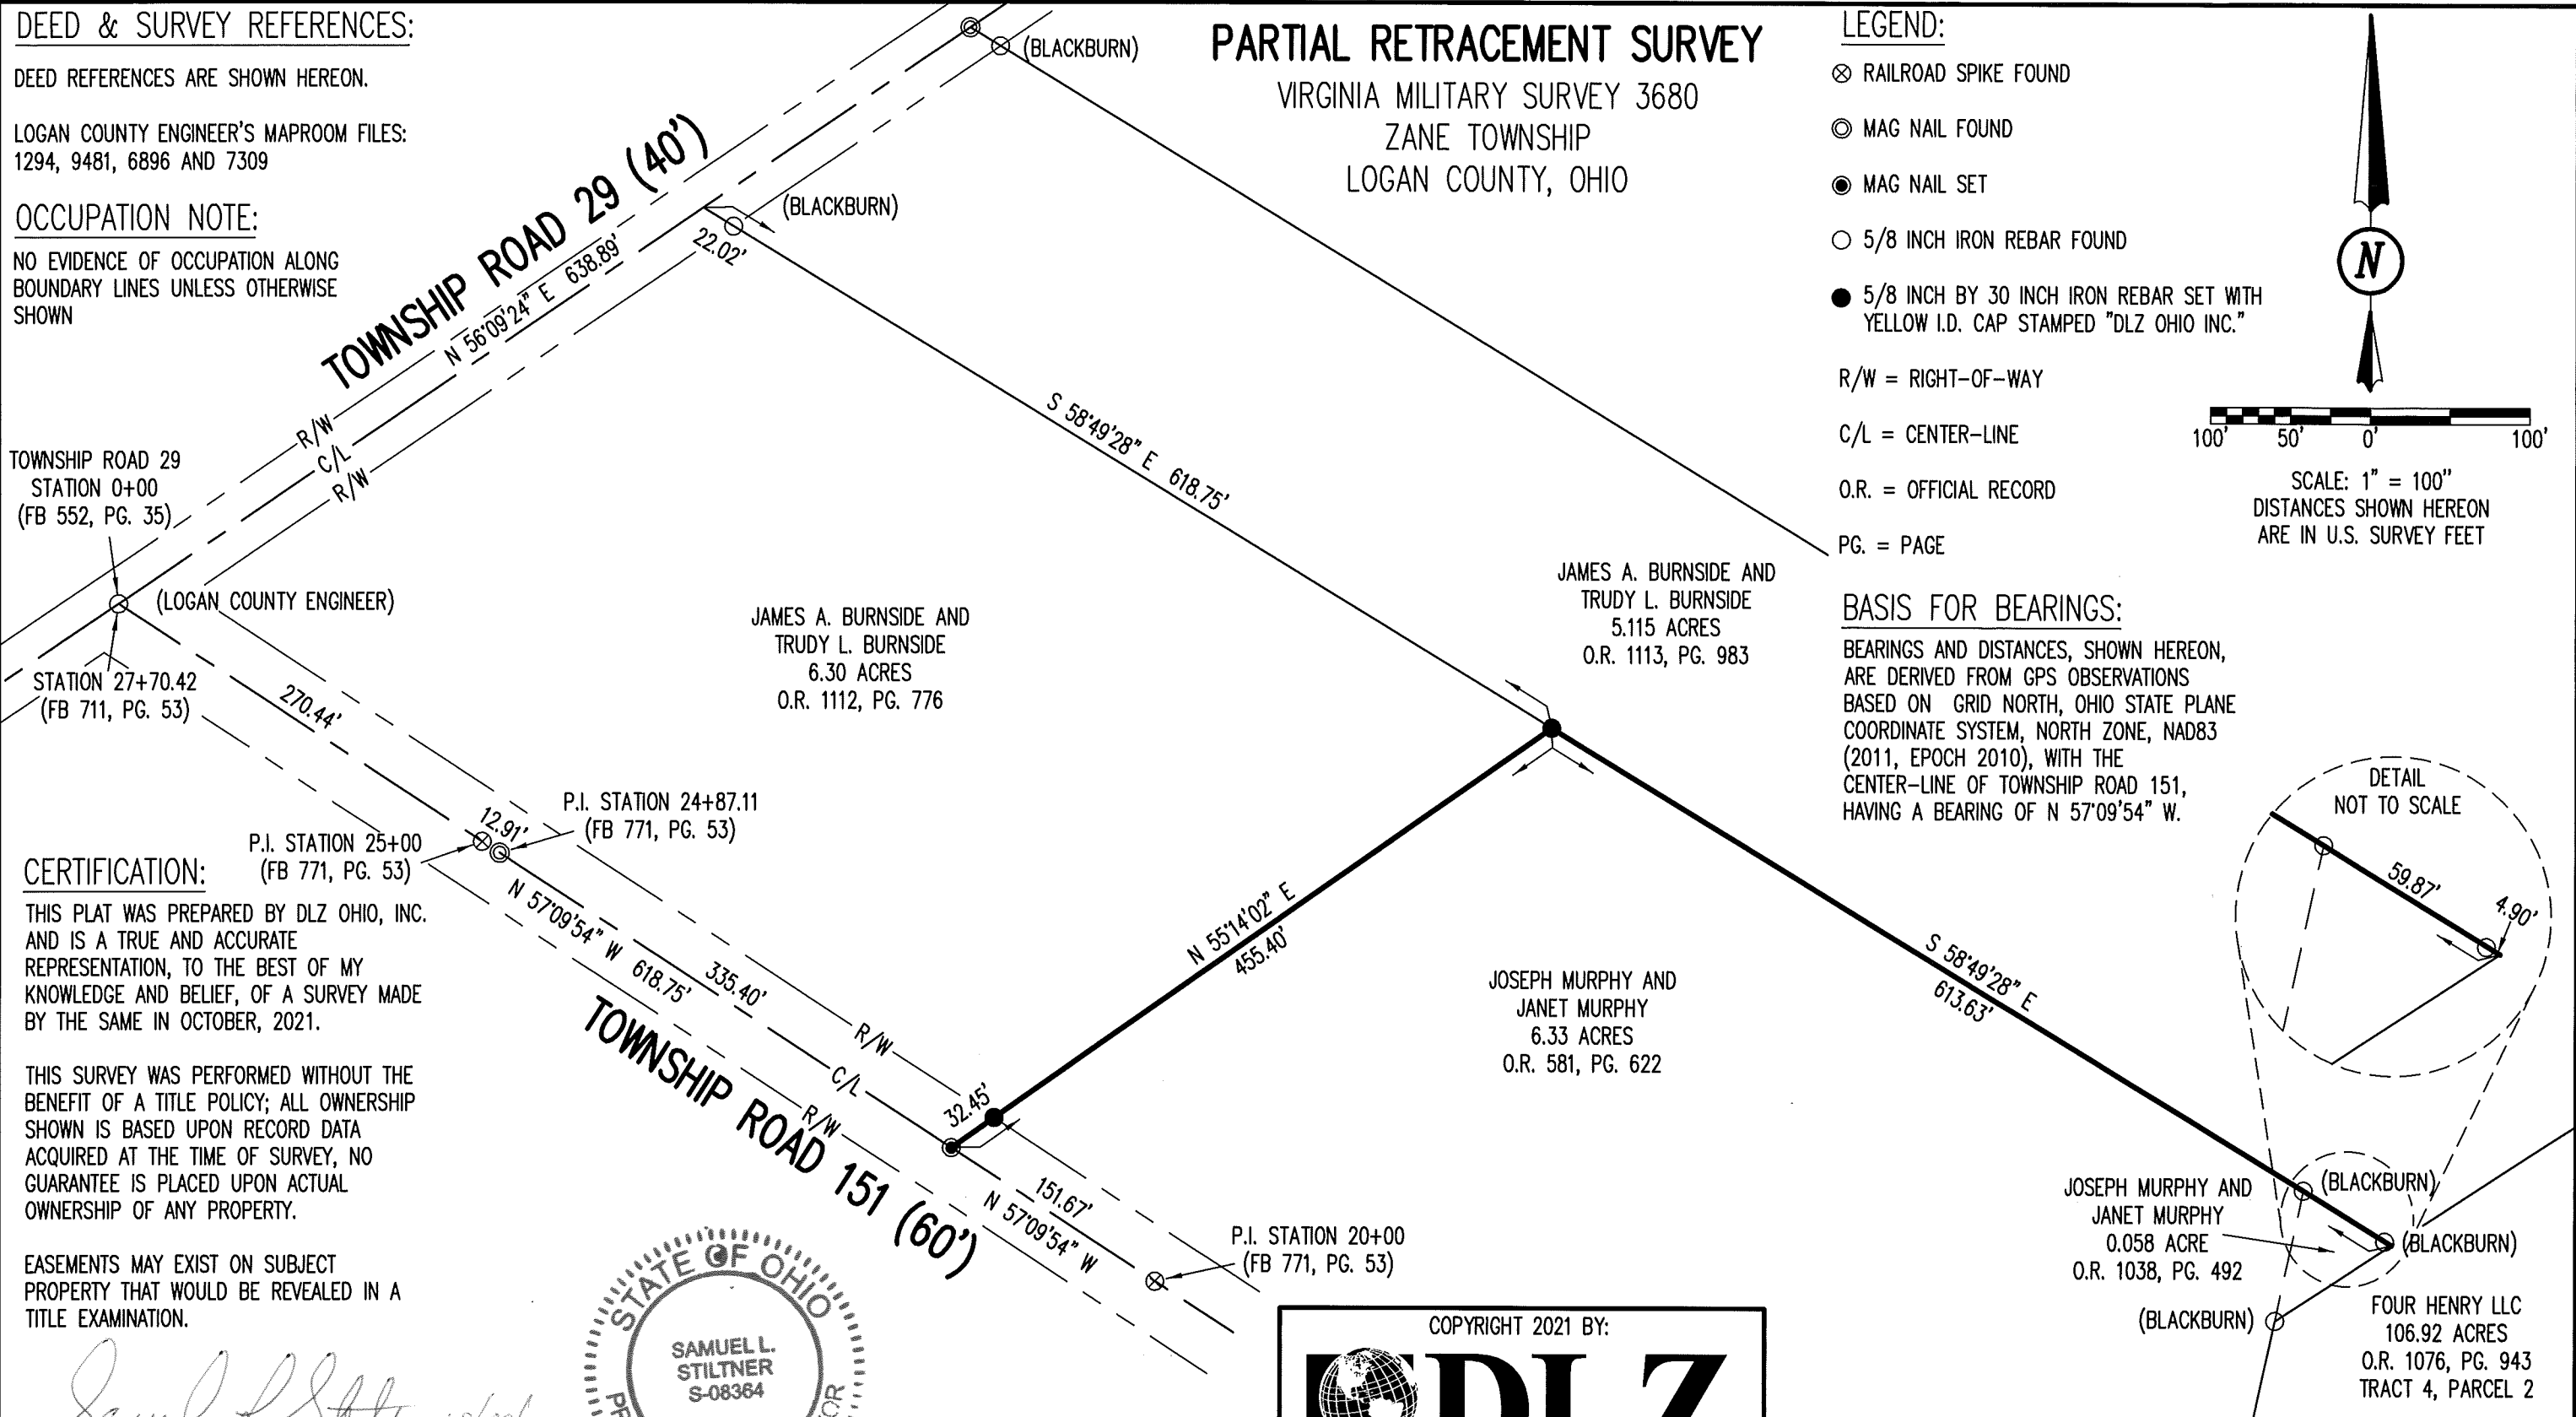 DEED & SURVEY REFERENCES:
DEED REFERENCES ARE SHOWN HEREON.
LOGAN COUNTY ENGINEER'S MAPROOM FILES:
1294, 9481, 6896 AND 7309
OCCUPATION NOTE:
NO EVIDENCE OF OCCUPATION ALONG
BOUNDARY LINES UNLESS OTHERWISE
SHOWN
PARTIAL RETRACEMENT SURVEY
VIRGINIA MILITARY SURVEY 3680
ZANE TOWNSHIP
LOGAN COUNTY, OHIO
LEGEND:
RAILROAD SPIKE FOUND
MAG NAIL FOUND
MAG NAIL SET
5/8 INCH IRON REBAR FOUND
5/8 INCH BY 30 INCH IRON REBAR SET WITH
YELLOW I.D. CAP STAMPED "DLZ OHIO INC."
R/W = RIGHT-OF-WAY
C/L = CENTER-LINE
O.R. = OFFICIAL RECORD
PG. = PAGE
N
100' 50' 0' 100'
SCALE: 1" = 100"
DISTANCES SHOWN HEREON
ARE IN U.S. SURVEY FEET
BASIS FOR BEARINGS:
BEARINGS AND DISTANCES, SHOWN HEREON,
ARE DERIVED FROM GPS OBSERVATIONS
BASED ON GRID NORTH, OHIO STATE PLANE
COORDINATE SYSTEM, NORTH ZONE, NAD83
(2011, EPOCH 2010), WITH THE
CENTER-LINE OF TOWNSHIP ROAD 151,
HAVING A BEARING OF N 57°09'54" W.
(BLACKBURN)
(BLACKBURN)
TOWNSHIP ROAD 29 (40')
N 56°09'24" E 638.89'
22.02'
R/W
C/L
R/W
S 58°49'28" E 618.75'
TOWNSHIP ROAD 29
STATION 0+00
(FB 552, PG. 35)
(LOGAN COUNTY ENGINEER)
STATION 27+70.42
(FB 711, PG. 53)
270.44'
JAMES A. BURNSIDE AND
TRUDY L. BURNSIDE
6.30 ACRES
O.R. 1112, PG. 776
JAMES A. BURNSIDE AND
TRUDY L. BURNSIDE
5.115 ACRES
O.R. 1113, PG. 983
12.91'
P.I. STATION 24+87.11
(FB 771, PG. 53)
P.I. STATION 25+00
(FB 771, PG. 53)
N 57°09'54" W 618.75'
335.40'
R/W
C/L
R/W
TOWNSHIP ROAD 151 (60')
32.45'
N 55°14'02" E
455.40'
151.67'
N 57°09'54" W
P.I. STATION 20+00
(FB 771, PG. 53)
JOSEPH MURPHY AND
JANET MURPHY
6.33 ACRES
O.R. 581, PG. 622
S 58°49'28" E
613.63'
DETAIL
NOT TO SCALE
59.87'
4.90'
JOSEPH MURPHY AND
JANET MURPHY
0.058 ACRE
O.R. 1038, PG. 492
(BLACKBURN)
(BLACKBURN)
(BLACKBURN)
FOUR HENRY LLC
106.92 ACRES
O.R. 1076, PG. 943
TRACT 4, PARCEL 2
CERTIFICATION:
THIS PLAT WAS PREPARED BY DLZ OHIO, INC.
AND IS A TRUE AND ACCURATE
REPRESENTATION, TO THE BEST OF MY
KNOWLEDGE AND BELIEF, OF A SURVEY MADE
BY THE SAME IN OCTOBER, 2021.
THIS SURVEY WAS PERFORMED WITHOUT THE
BENEFIT OF A TITLE POLICY; ALL OWNERSHIP
SHOWN IS BASED UPON RECORD DATA
ACQUIRED AT THE TIME OF SURVEY, NO
GUARANTEE IS PLACED UPON ACTUAL
OWNERSHIP OF ANY PROPERTY.
EASEMENTS MAY EXIST ON SUBJECT
PROPERTY THAT WOULD BE REVEALED IN A
TITLE EXAMINATION.
STATE OF OHIO
SAMUEL L.
STILTNER
S-08364
COPYRIGHT 2021 BY:
DLZ